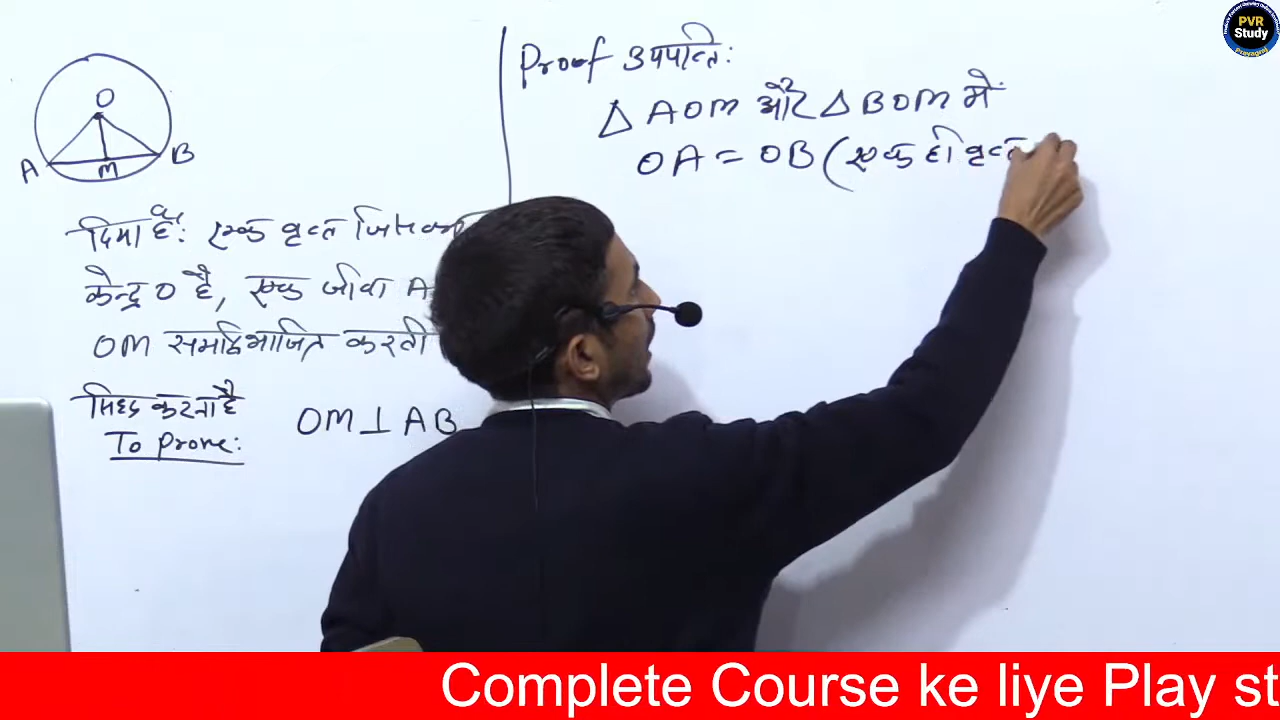 O
A
M
B
दिया है: एक वृत्त जिसका
केन्द्र O है, एक जीवा A
OM समद्विभाजित करती
सिद्ध करना है
To Prove:
OM ⊥ AB
Proof उपपत्ति:
△ AOM और △ BOM में
OA = OB (एक ही वृत्त
PVR
Study
Prayagraj
Complete Course ke liye Play st